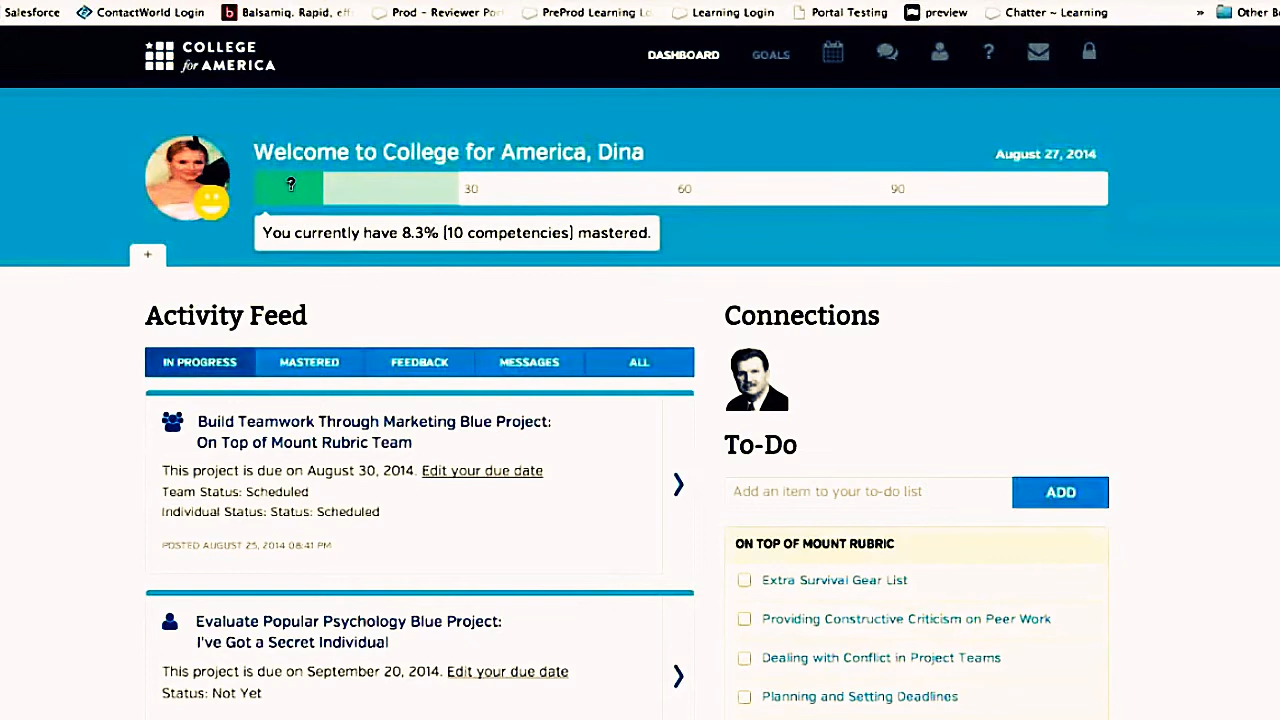 Salesforce ContactWorld Login Balsamiq. Rapid, eff Prod - Reviewer Por PreProd Learning Lo Learning Login Portal Testing preview Chatter ~ Learning » Other B
COLLEGE
for AMERICA
DASHBOARD GOALS ?
Welcome to College for America, Dina
August 27, 2014
30 60 90
You currently have 8.3% (10 competencies) mastered.
+
Activity Feed
IN PROGRESS MASTERED FEEDBACK MESSAGES ALL
Build Teamwork Through Marketing Blue Project:
On Top of Mount Rubric Team
This project is due on August 30, 2014. Edit your due date
Team Status: Scheduled
Individual Status: Status: Scheduled
POSTED AUGUST 25, 2014 08:41 PM
Evaluate Popular Psychology Blue Project:
I've Got a Secret Individual
This project is due on September 20, 2014. Edit your due date
Status: Not Yet
Connections
To-Do
Add an item to your to-do list ADD
ON TOP OF MOUNT RUBRIC
Extra Survival Gear List
Providing Constructive Criticism on Peer Work
Dealing with Conflict in Project Teams
Planning and Setting Deadlines